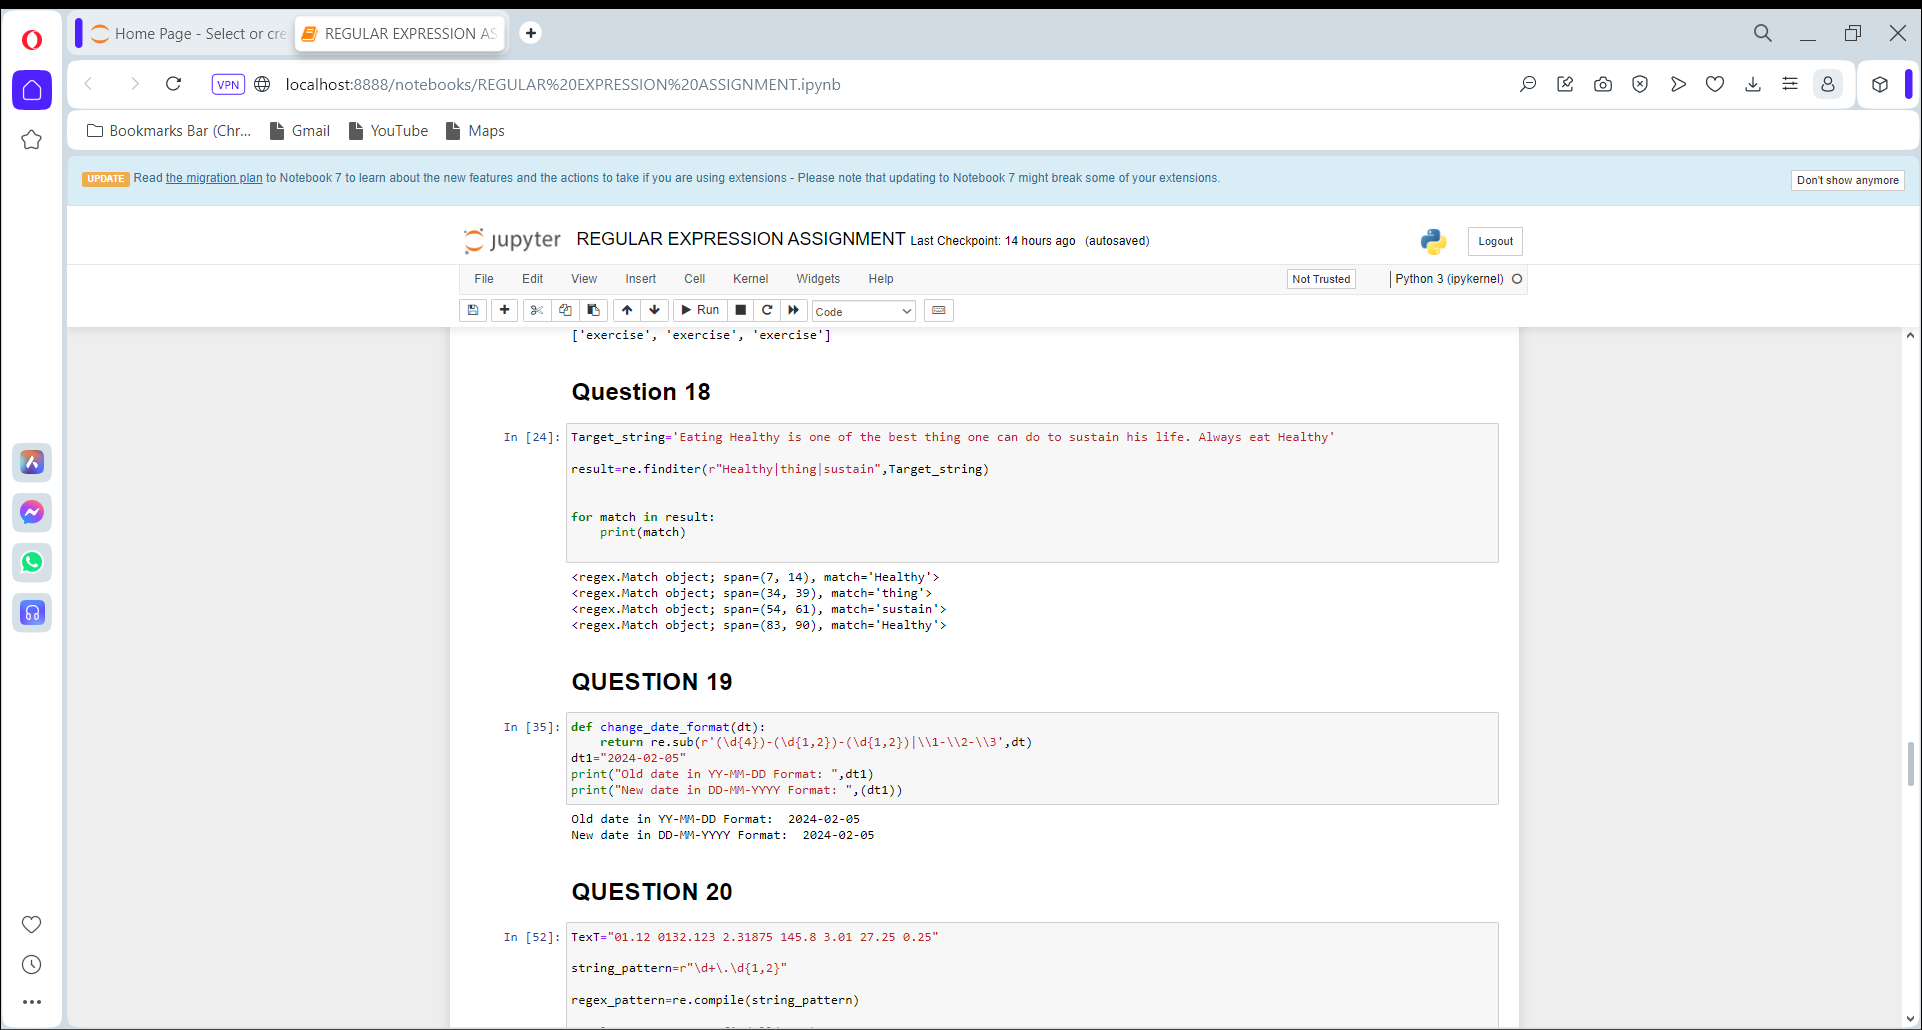 Home Page - Select or cre
REGULAR EXPRESSION AS
VPN
localhost:8888/notebooks/REGULAR%20EXPRESSION%20ASSIGNMENT.ipynb
Bookmarks Bar (Chr... Gmail YouTube Maps
UPDATE Read the migration plan to Notebook 7 to learn about the new features and the actions to take if you are using extensions - Please note that updating to Notebook 7 might break some of your extensions.
Don't show anymore
jupyter REGULAR EXPRESSION ASSIGNMENT Last Checkpoint: 14 hours ago (autosaved)
Logout
File Edit View Insert Cell Kernel Widgets Help
Not Trusted
Python 3 (ipykernel)
Run
Code
['exercise', 'exercise', 'exercise']
Question 18
In [24]: Target_string='Eating Healthy is one of the best thing one can do to sustain his life. Always eat Healthy'
result=re.finditer(r"Healthy|thing|sustain",Target_string)
for match in result:
print(match)
<regex.Match object; span=(7, 14), match='Healthy'>
<regex.Match object; span=(34, 39), match='thing'>
<regex.Match object; span=(54, 61), match='sustain'>
<regex.Match object; span=(83, 90), match='Healthy'>
QUESTION 19
In [35]: def change_date_format(dt):
return re.sub(r'(\d{4})-(\d{1,2})-(\d{1,2})|\\1-\\2-\\3',dt)
dt1="2024-02-05"
print("Old date in YY-MM-DD Format: ",dt1)
print("New date in DD-MM-YYYY Format: ",(dt1))
Old date in YY-MM-DD Format:  2024-02-05
New date in DD-MM-YYYY Format:  2024-02-05
QUESTION 20
In [52]: TexT="01.12 0132.123 2.31875 145.8 3.01 27.25 0.25"
string_pattern=r"\d+\.\d{1,2}"
regex_pattern=re.compile(string_pattern)